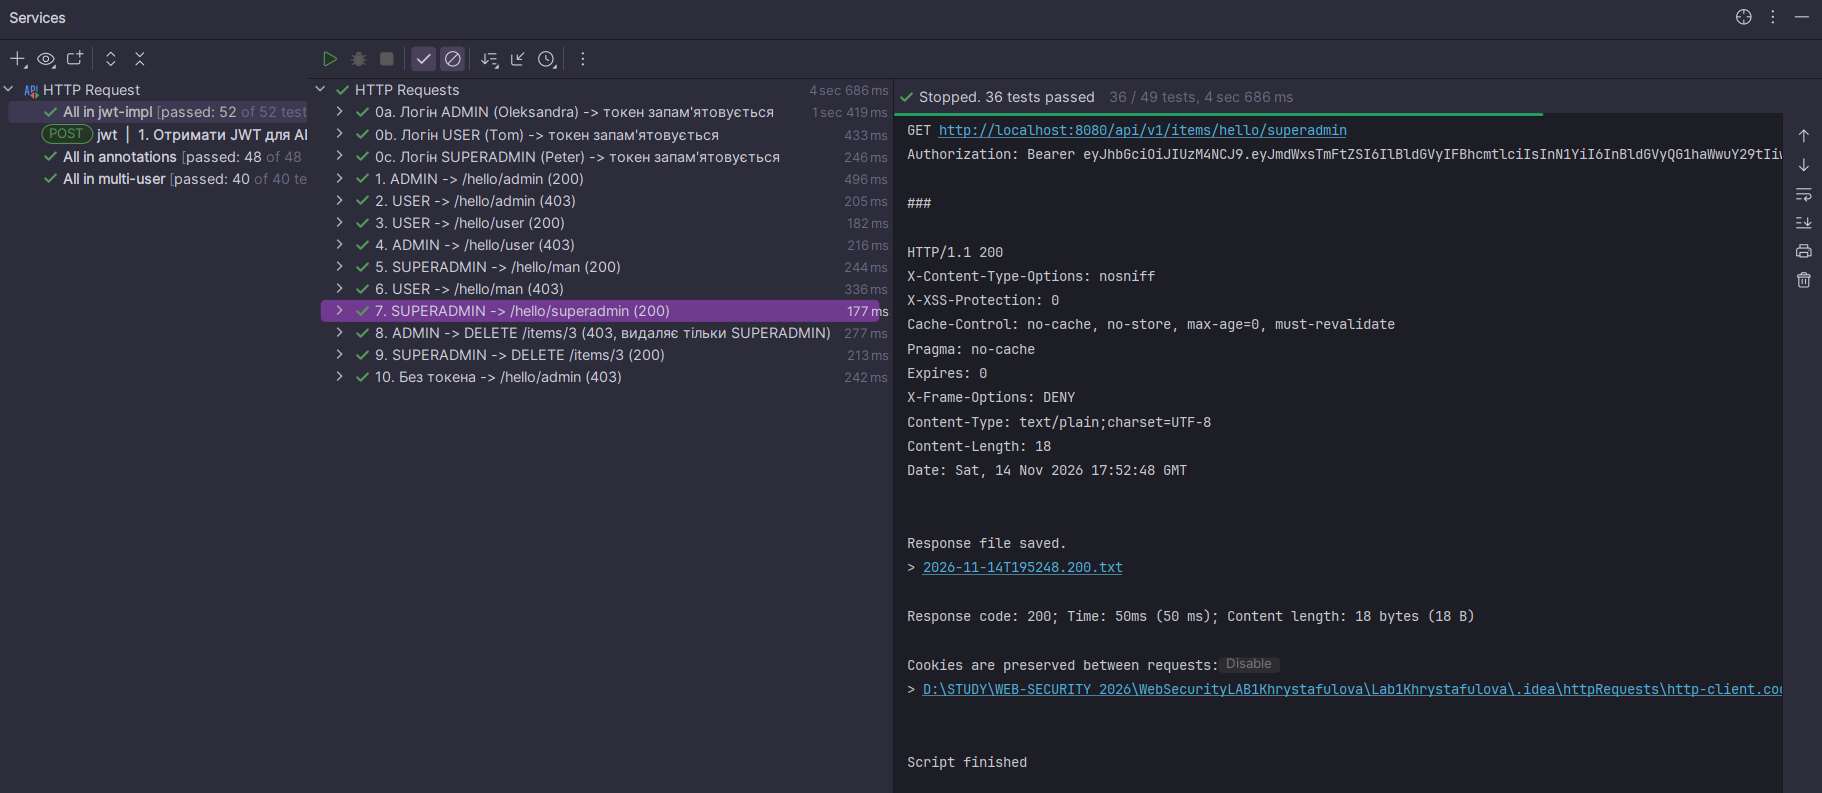 Services
HTTP Request
All in jwt-impl [passed: 52 of 52 test
POST jwt | 1. Отримати JWT для
All in annotations [passed: 48 of 48
All in multi-user [passed: 40 of 40 te
HTTP Requests 4 sec 686 ms
0a. Логін ADMIN (Oleksandra) -> токен запам'ятовується 1 sec 419 ms
0b. Логін USER (Tom) -> токен запам'ятовується 433 ms
0c. Логін SUPERADMIN (Peter) -> токен запам'ятовується 246 ms
1. ADMIN -> /hello/admin (200) 496 ms
2. USER -> /hello/admin (403) 205 ms
3. USER -> /hello/user (200) 182 ms
4. ADMIN -> /hello/user (403) 216 ms
5. SUPERADMIN -> /hello/man (200) 244 ms
6. USER -> /hello/man (403) 336 ms
7. SUPERADMIN -> /hello/superadmin (200) 177 ms
8. ADMIN -> DELETE /items/3 (403, видаляє тільки SUPERADMIN) 277 ms
9. SUPERADMIN -> DELETE /items/3 (200) 213 ms
10. Без токена -> /hello/admin (403) 242 ms
Stopped. 36 tests passed 36 / 49 tests, 4 sec 686 ms
GET http://localhost:8080/api/v1/items/hello/superadmin
Authorization: Bearer
###
HTTP/1.1 200
X-Content-Type-Options: nosniff
X-XSS-Protection: 0
Cache-Control: no-cache, no-store, max-age=0, must-revalidate
Pragma: no-cache
Expires: 0
X-Frame-Options: DENY
Content-Type: text/plain;charset=UTF-8
Content-Length: 18
Date: Sat, 14 Nov 2026 17:52:48 GMT
Response file saved.
> 2026-11-14T195248.200.txt
Response code: 200; Time: 50ms (50 ms); Content length: 18 bytes (18 B)
Cookies are preserved between requests: Disable
> D:\STUDY\WEB-SECURITY 2026\WebSecurityLAB1Khrystafulova\Lab1Khrystafulova\.idea\httpRequests\http-client.coo
Script finished